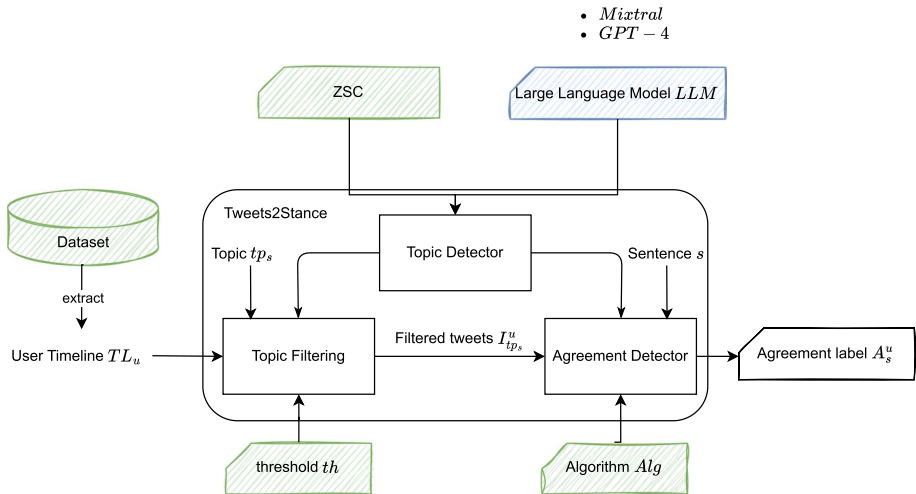 • Mixtral
• GPT − 4
ZSC
Large Language Model LLM
Tweets2Stance
Dataset
Topic tp_s
Topic Detector
Sentence s
extract
User Timeline TL_u
Topic Filtering
Filtered tweets I^u_{tp_s}
Agreement Detector
Agreement label A^u_s
threshold th
Algorithm Alg